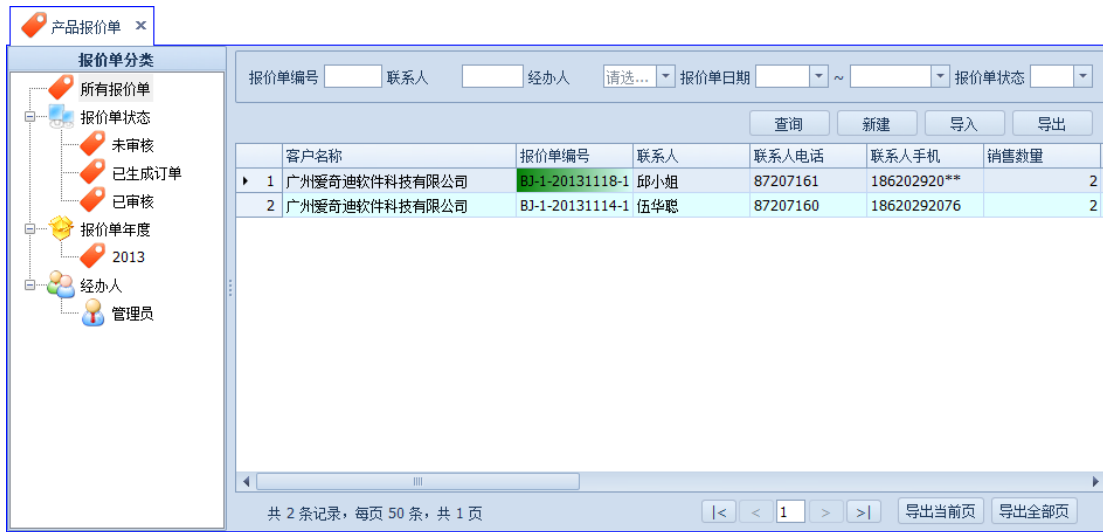 产品报价单 ×
报价单分类
所有报价单
报价单状态
未审核
已生成订单
已审核
报价单年度
2013
经办人
管理员
报价单编号 联系人 经办人 请选... 报价单日期 ~ 报价单状态
查询 新建 导入 导出
客户名称 报价单编号 联系人 联系人电话 联系人手机 销售数量
1 广州爱奇迪软件科技有限公司 BJ-1-20131118-1 邱小姐 87207161 186202920** 2
2 广州爱奇迪软件科技有限公司 BJ-1-20131114-1 伍华聪 87207160 18620292076 2
共 2 条记录，每页 50 条，共 1 页 |< < 1 > >| 导出当前页 导出全部页